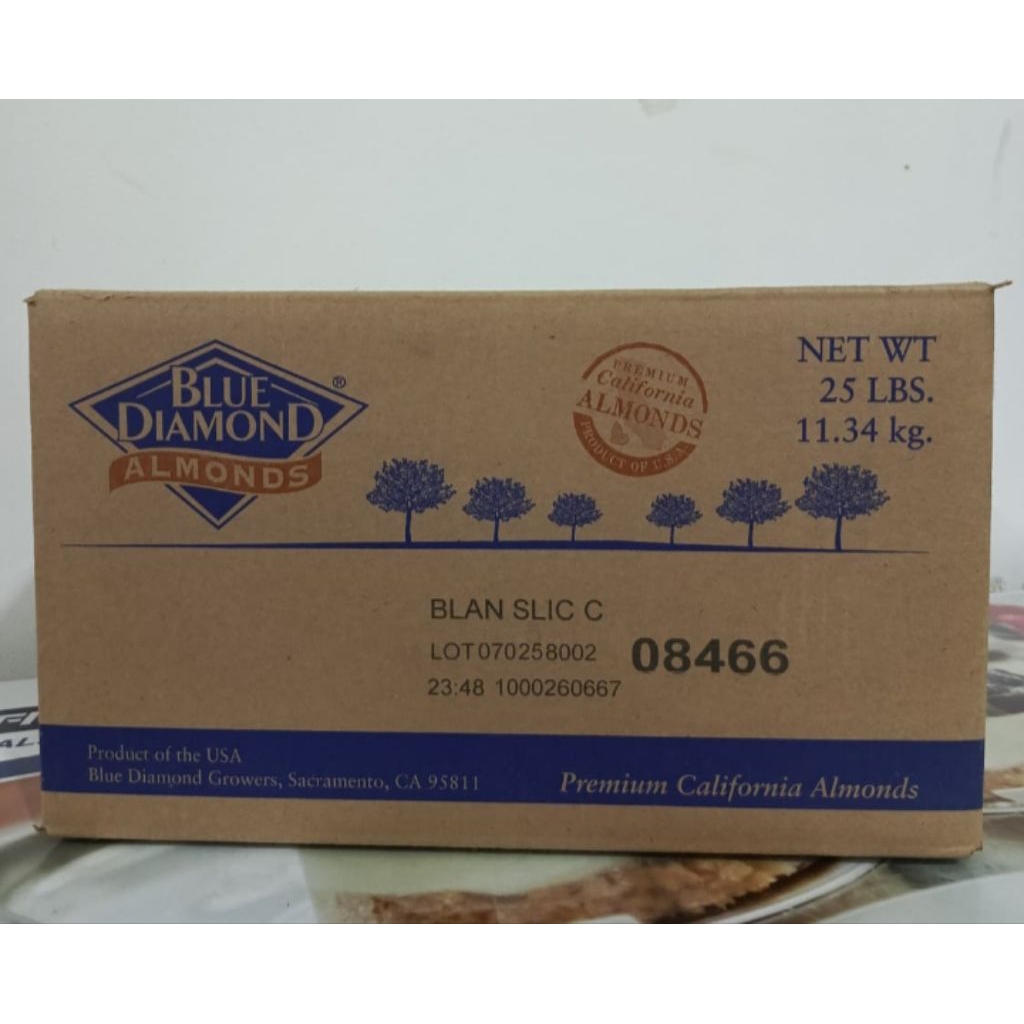 BLUE
DIAMOND®
ALMONDS
PREMIUM
California
ALMONDS
PRODUCT OF U.S.A.
NET WT
25 LBS.
11.34 kg.
BLAN SLIC C
LOT070258002
08466
23:48 1000260667
Product of the USA
Blue Diamond Growers, Sacramento, CA 95811
Premium California Almonds